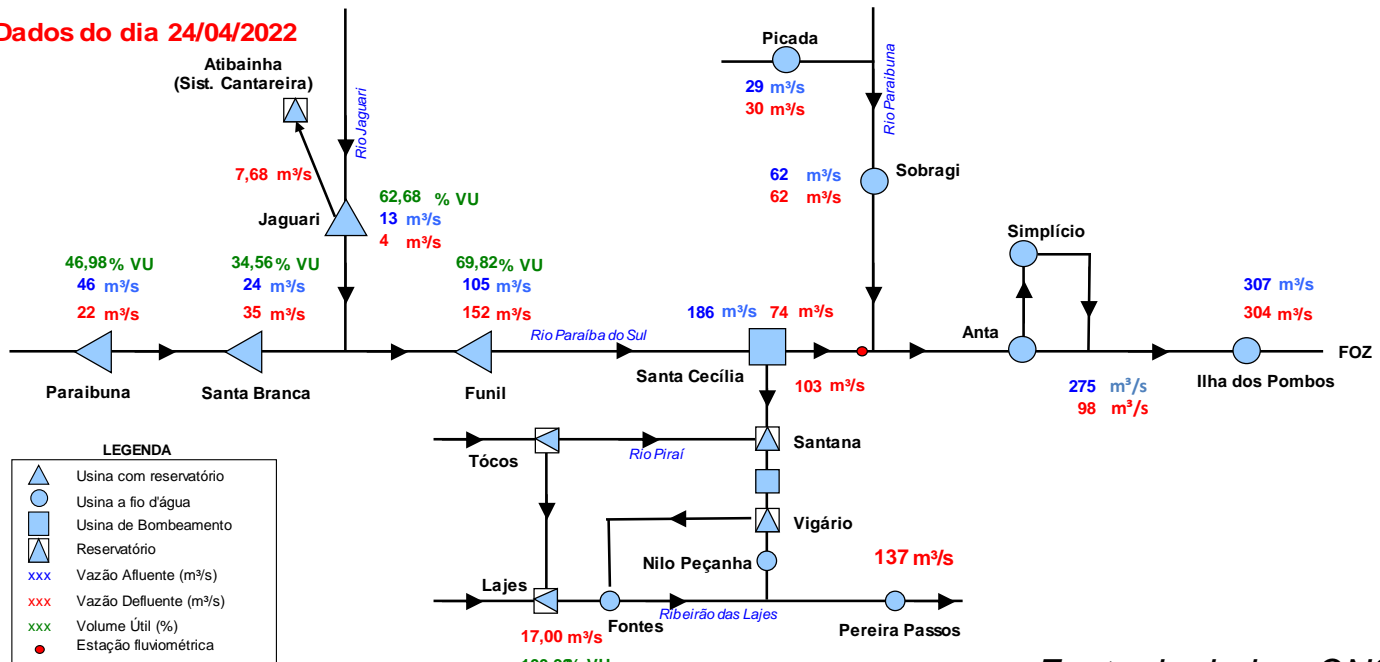 Dados do dia 24/04/2022
Atibainha
(Sist. Cantareira)
Rio Jaguari
7,68 m³/s
Jaguari
62,68 % VU
13 m³/s
4 m³/s
Picada
29 m³/s
30 m³/s
Rio Paraibuna
62 m³/s
62 m³/s
Sobragi
Simplício
46,98% VU
46 m³/s
22 m³/s
34,56% VU
24 m³/s
35 m³/s
69,82% VU
105 m³/s
152 m³/s
Rio Paraíba do Sul
186 m³/s 74 m³/s
Anta
307 m³/s
304 m³/s
FOZ
Paraibuna
Santa Branca
Funil
Santa Cecília
103 m³/s
275 m³/s
98 m³/s
Ilha dos Pombos
Tócos
Rio Piraí
Santana
Vigário
Nilo Peçanha
137 m³/s
Lajes
Fontes
Ribeirão das Lajes
Pereira Passos
17,00 m³/s
LEGENDA
Usina com reservatório
Usina a fio d'água
Usina de Bombeamento
Reservatório
xxx Vazão Afluente (m³/s)
xxx Vazão Defluente (m³/s)
xxx Volume Útil (%)
Estação fluviométrica